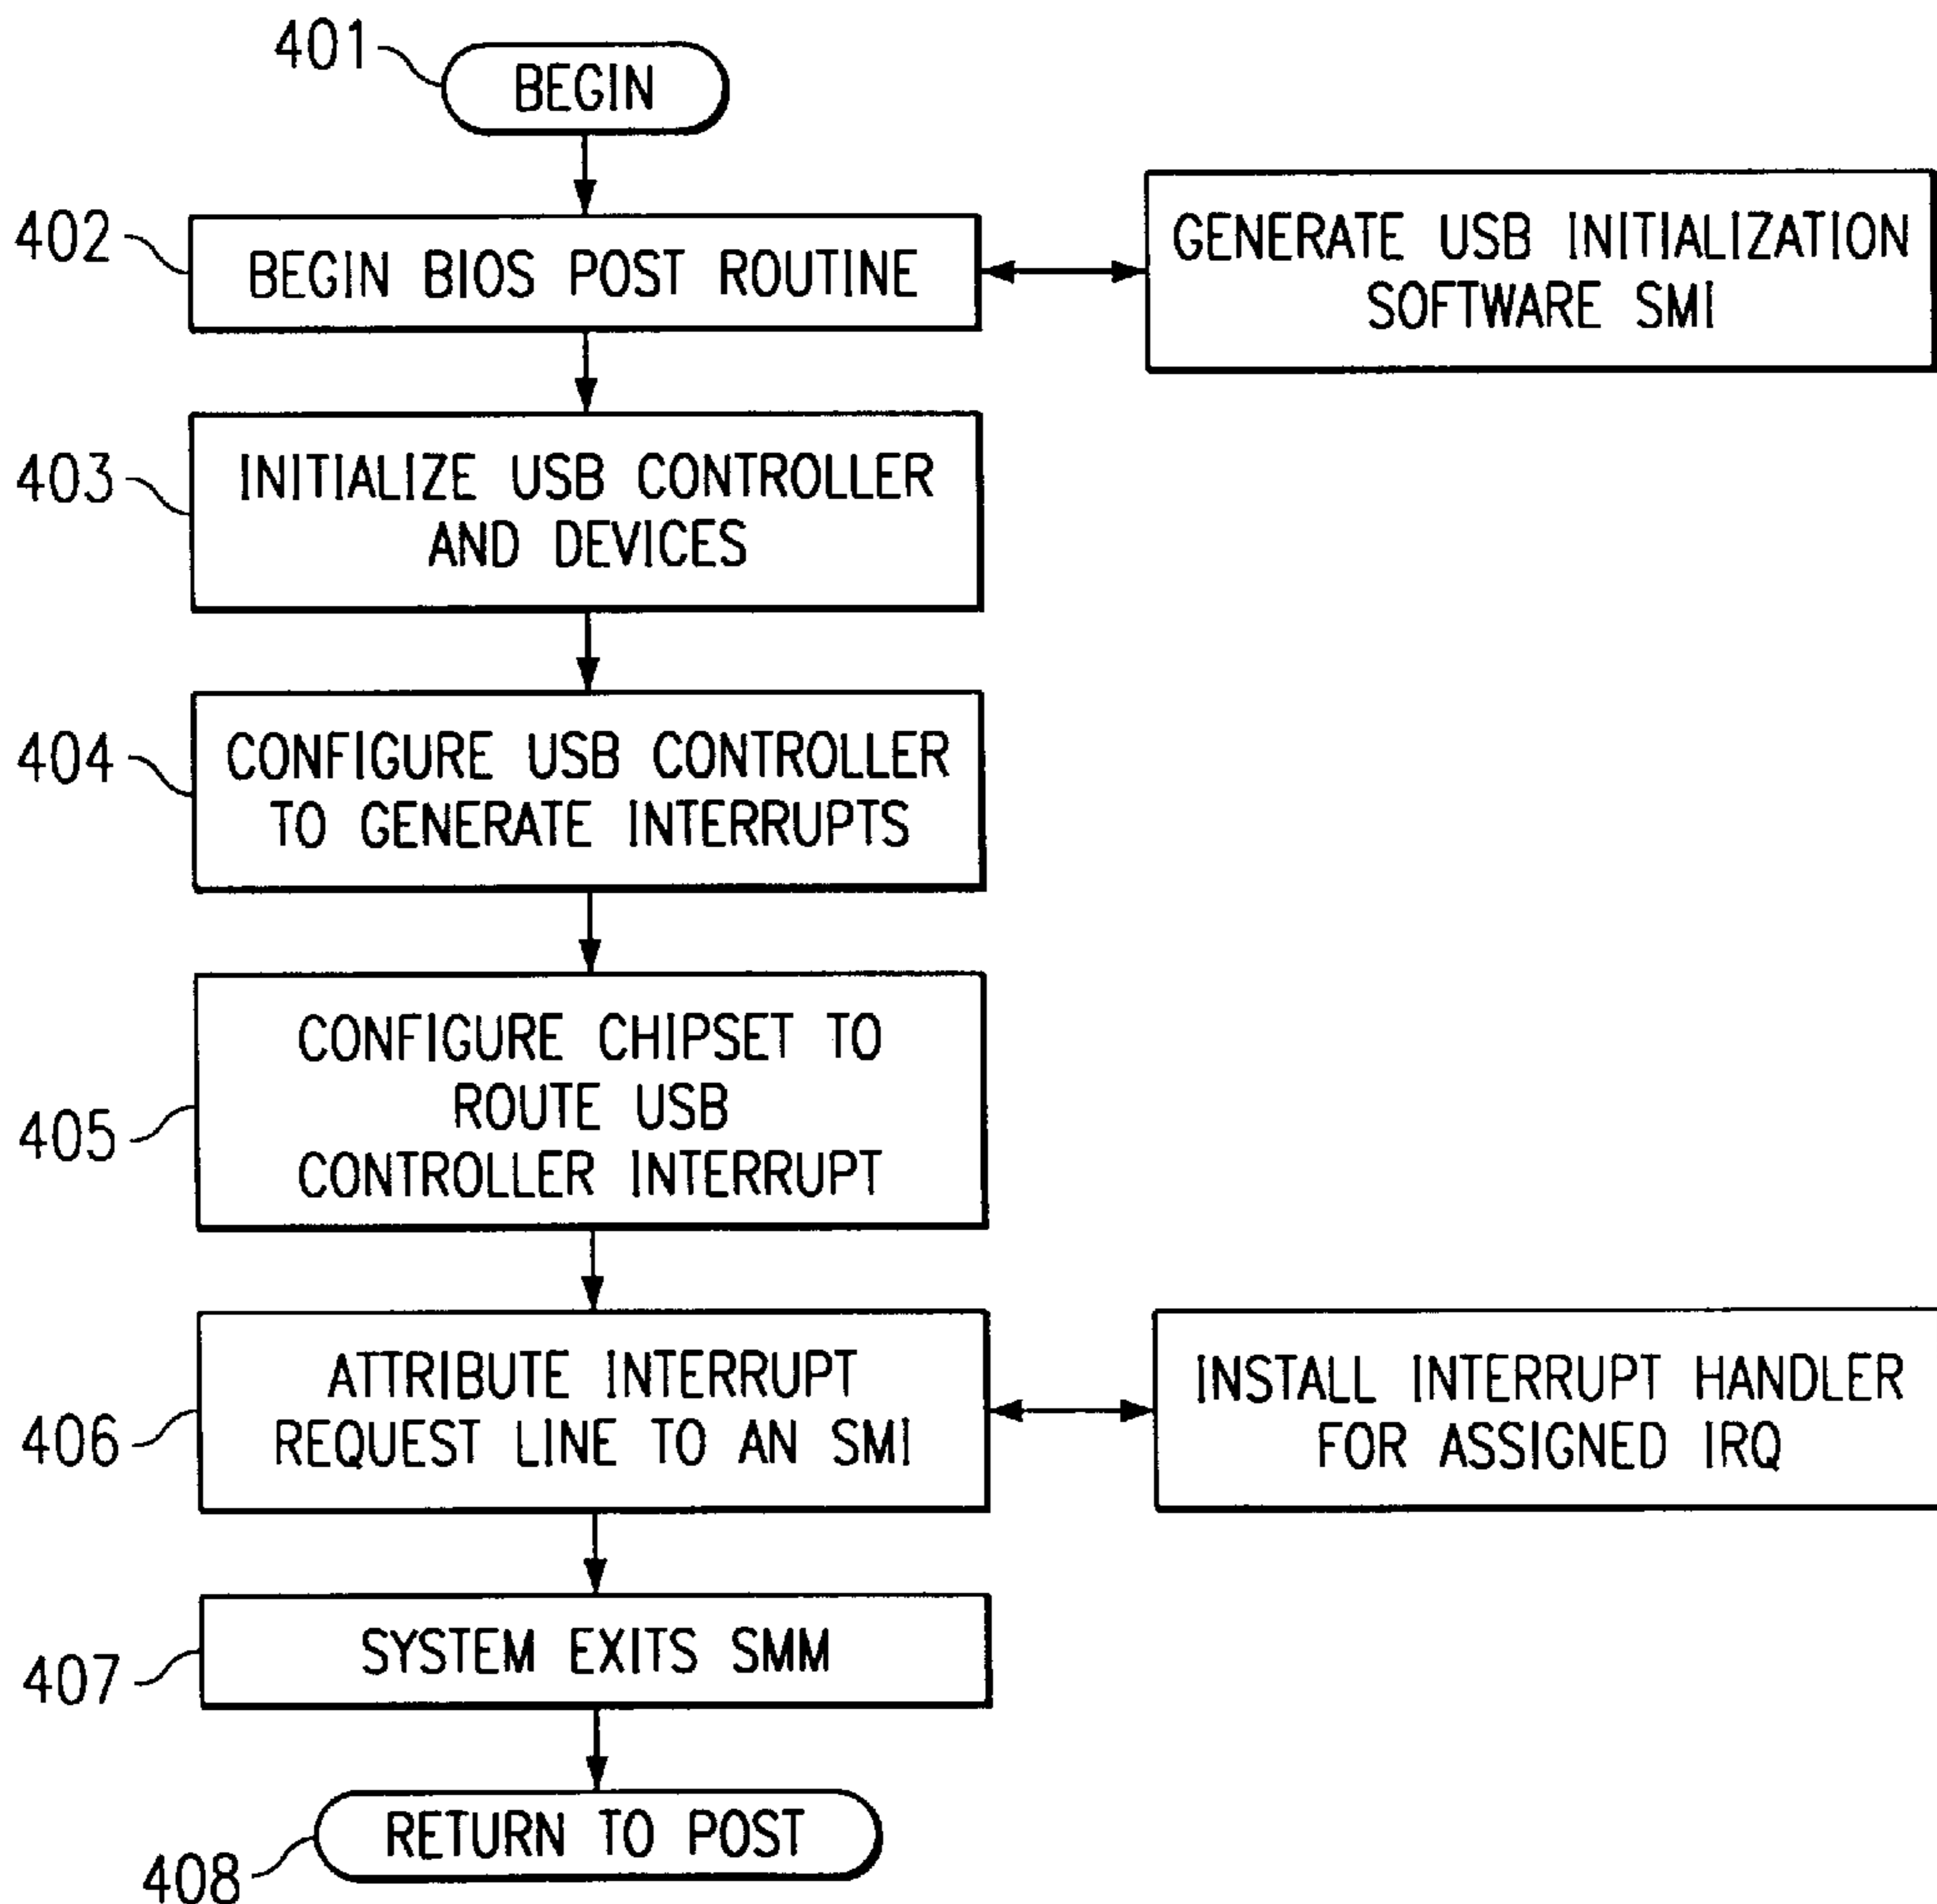 401
BEGIN
402
BEGIN BIOS POST ROUTINE
GENERATE USB INITIALIZATION
SOFTWARE SMI
403
INITIALIZE USB CONTROLLER
AND DEVICES
404
CONFIGURE USB CONTROLLER
TO GENERATE INTERRUPTS
405
CONFIGURE CHIPSET TO
ROUTE USB
CONTROLLER INTERRUPT
406
ATTRIBUTE INTERRUPT
REQUEST LINE TO AN SMI
INSTALL INTERRUPT HANDLER
FOR ASSIGNED IRQ
407
SYSTEM EXITS SMM
408
RETURN TO POST